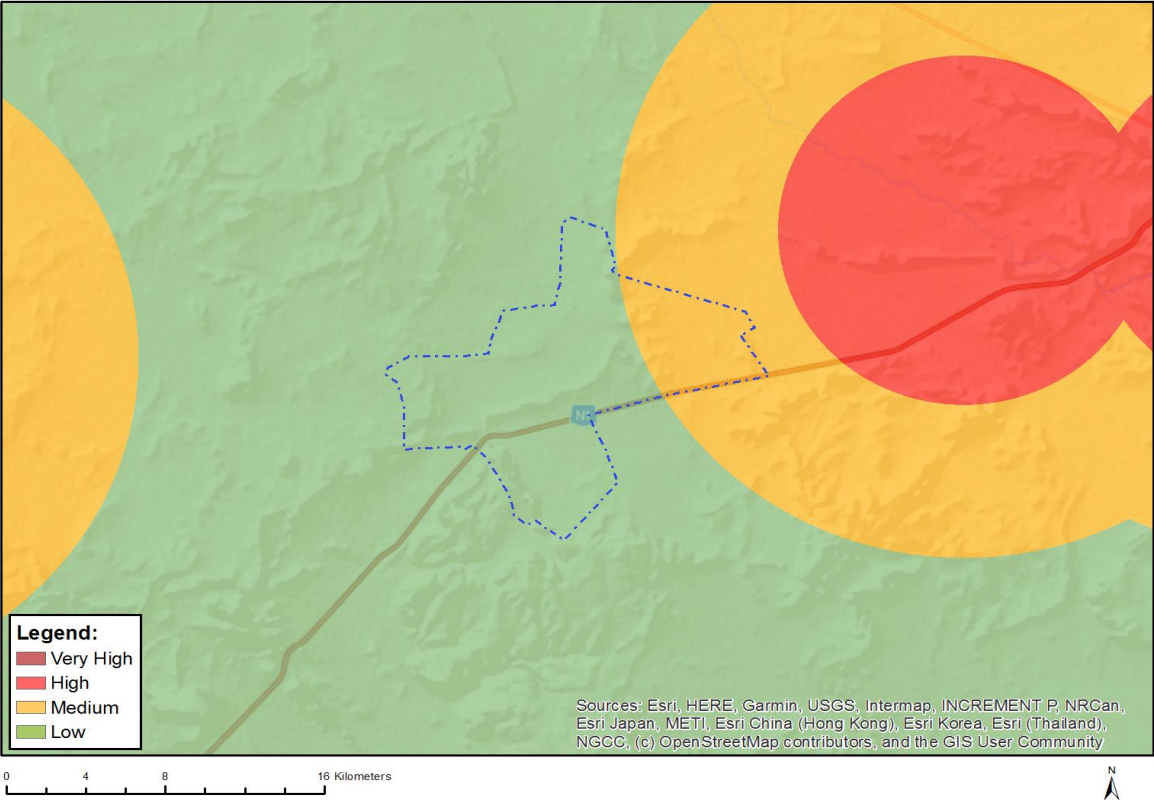 N1
Legend:
Very High
High
Medium
Low
Sources: Esri, HERE, Garmin, USGS, Intermap, INCREMENT P, NRCan,
Esri Japan, METI, Esri China (Hong Kong), Esri Korea, Esri (Thailand),
NGCC, (c) OpenStreetMap contributors, and the GIS User Community
0 4 8 16 Kilometers
N